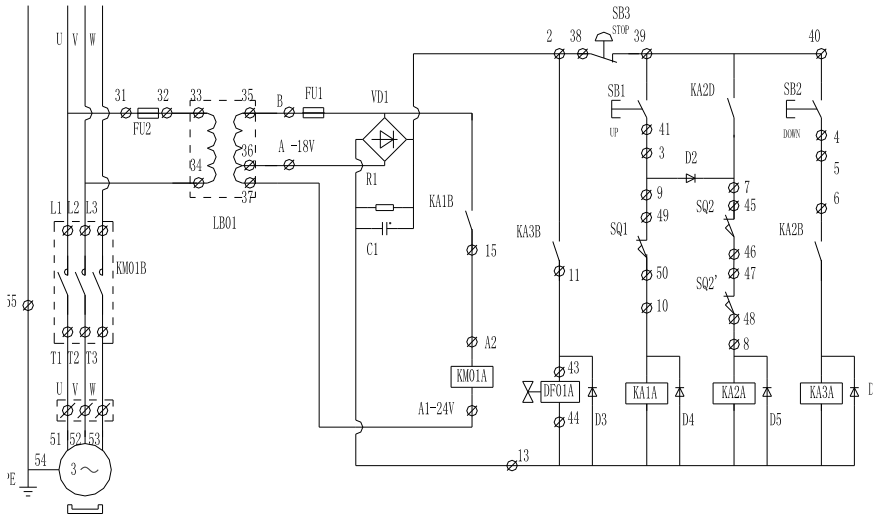 SB3
STOP
2
38
39
40
U
V
W
31
32
33
35
B
FU1
VD1
FU2
SB1
UP
41
3
KA2D
SB2
DOWN
4
5
34
36
A -18V
37
LB01
R1
C1
KA1B
D2
9
49
7
45
6
L1
L2
L3
KM01B
15
KA3B
11
SQ1
50
10
SQ2
46
47
SQ2'
48
8
KA2B
55
T1
T2
T3
A2
KM01A
A1-24V
43
DF01A
44
D3
KA1A
D4
KA2A
D5
KA3A
D
U
V
W
51
52
53
54
3
PE
13